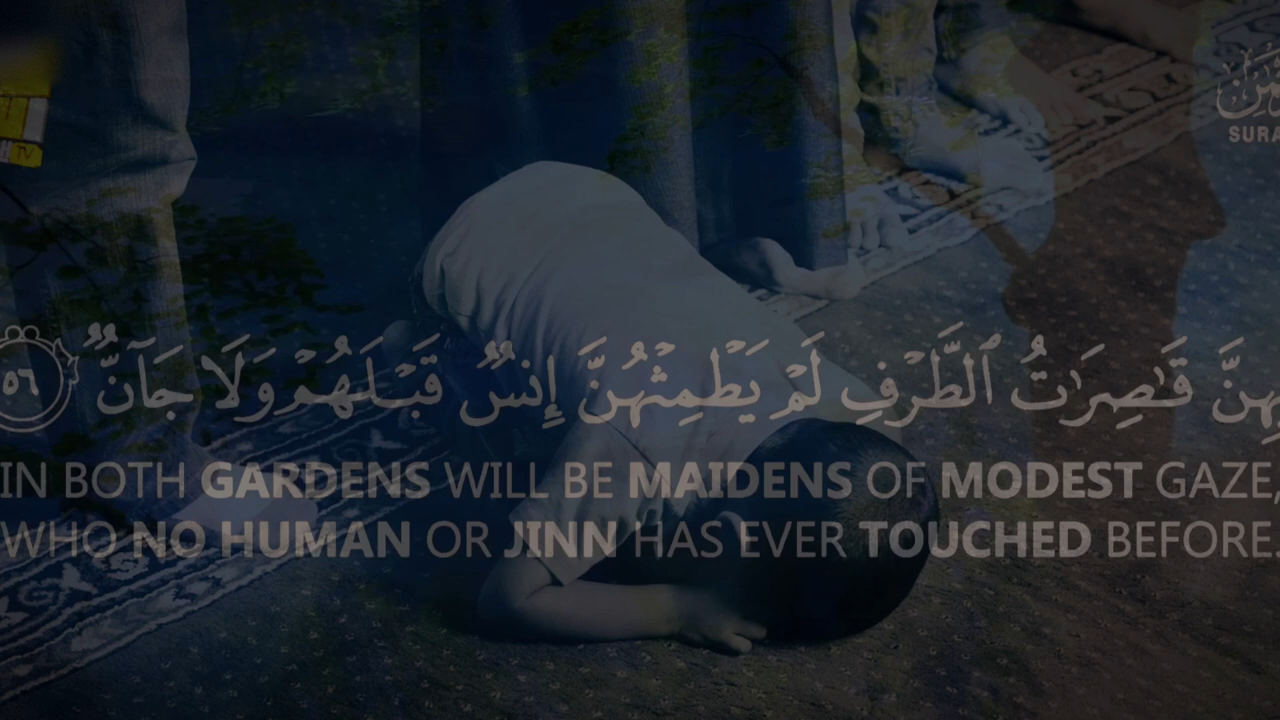 SURA
قَٰصِرَٰتُ ٱلطَّرْفِ لَمْ يَطْمِثْهُنَّ إِنسٌ قَبْلَهُمْ وَلَا جَآنٌّ ٥٦
IN BOTH GARDENS WILL BE MAIDENS OF MODEST GAZE,
WHO NO HUMAN OR JINN HAS EVER TOUCHED BEFORE.
TV